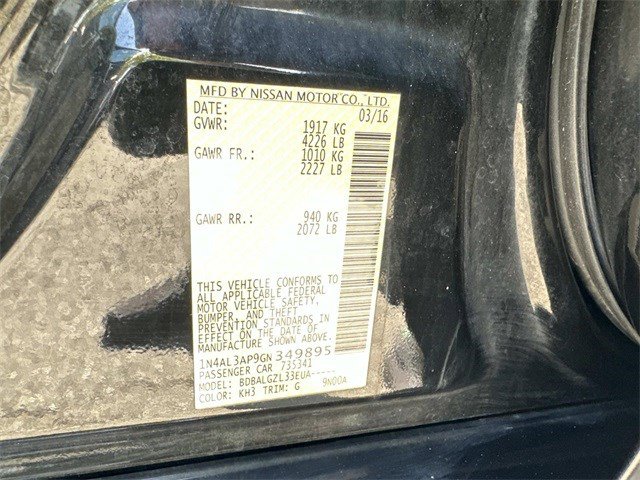 MFD BY NISSAN MOTOR CO., LTD.
DATE: 03/16
GVWR: 1917 KG
4226 LB
GAWR FR.: 1010 KG
2227 LB
GAWR RR.: 940 KG
2072 LB
THIS VEHICLE CONFORMS TO
ALL APPLICABLE FEDERAL
MOTOR VEHICLE SAFETY,
BUMPER, AND THEFT
PREVENTION STANDARDS IN
EFFECT ON THE DATE OF
MANUFACTURE SHOWN ABOVE.
1N4AL3AP9GN349895
PASSENGER CAR 735341
MODEL: BDBALGZL33EUA-----
COLOR: KH3 TRIM: G 9N00A